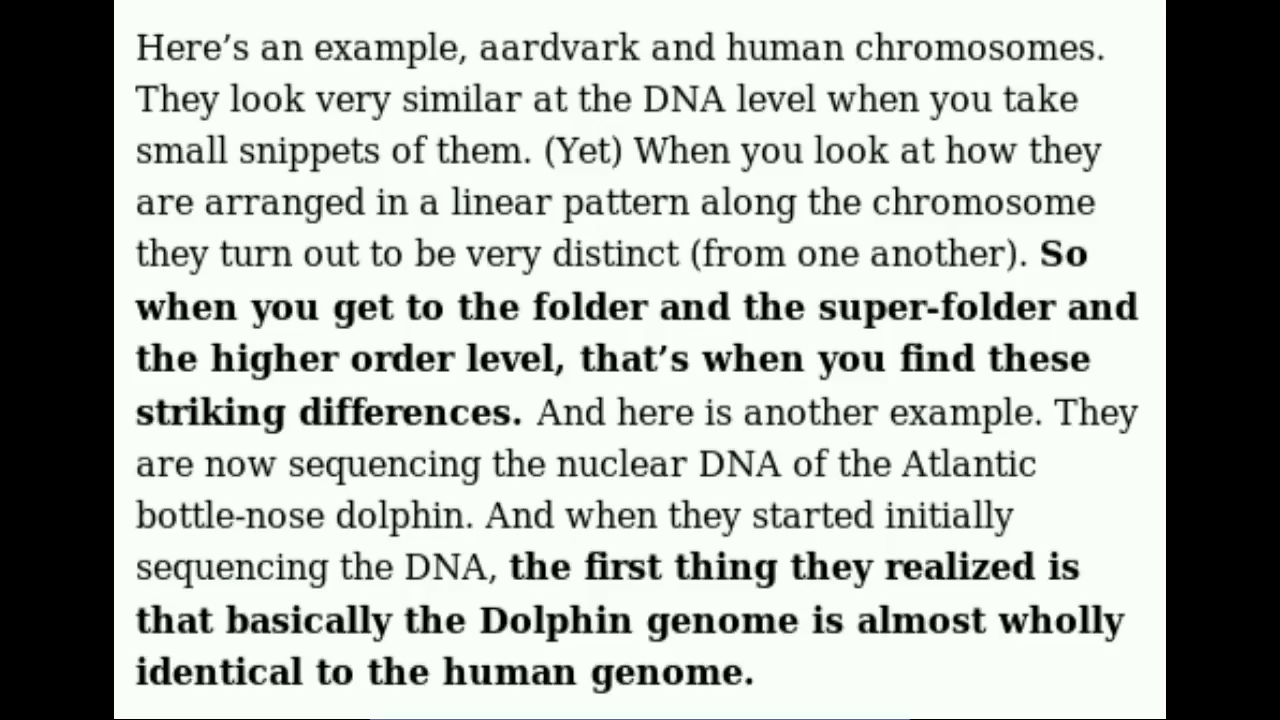 Here’s an example, aardvark and human chromosomes.
They look very similar at the DNA level when you take
small snippets of them. (Yet) When you look at how they
are arranged in a linear pattern along the chromosome
they turn out to be very distinct (from one another). So
when you get to the folder and the super-folder and
the higher order level, that’s when you find these
striking differences. And here is another example. They
are now sequencing the nuclear DNA of the Atlantic
bottle-nose dolphin. And when they started initially
sequencing the DNA, the first thing they realized is
that basically the Dolphin genome is almost wholly
identical to the human genome.